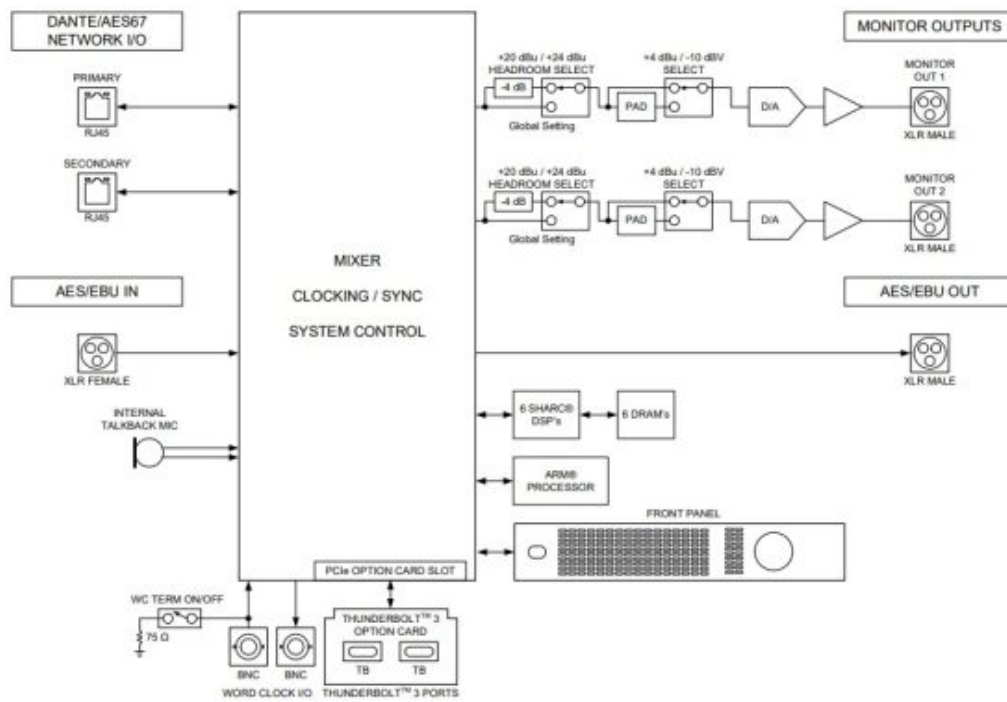 DANTE/AES67
NETWORK I/O
PRIMARY
RJ45
SECONDARY
RJ45
AES/EBU IN
XLR FEMALE
INTERNAL
TALKBACK MIC
MIXER
CLOCKING / SYNC
SYSTEM CONTROL
PCIe OPTION CARD SLOT
MONITOR OUTPUTS
+20 dBu / +24 dBu
HEADROOM SELECT
-4 dB
Global Setting
+4 dBu / -10 dBV
SELECT
PAD
D/A
MONITOR
OUT 1
XLR MALE
+20 dBu / +24 dBu
HEADROOM SELECT
-4 dB
Global Setting
+4 dBu / -10 dBV
SELECT
PAD
D/A
MONITOR
OUT 2
XLR MALE
AES/EBU OUT
XLR MALE
6 SHARC®
DSP's
6 DRAM's
ARM®
PROCESSOR
FRONT PANEL
WC TERM ON/OFF
75 Ω
BNC
BNC
WORD CLOCK I/O
THUNDERBOLT™ 3
OPTION CARD
TB
TB
THUNDERBOLT™ 3 PORTS